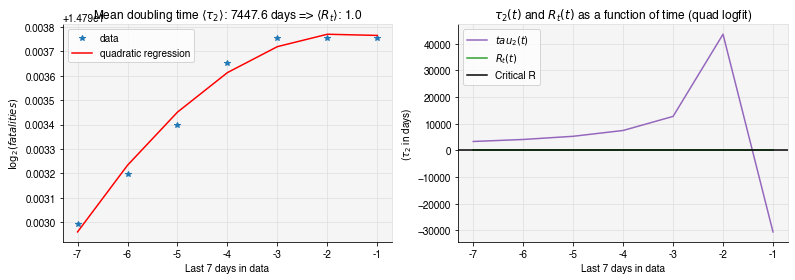 Mean doubling time ⟨τ₂⟩: 7447.6 days => ⟨Rₜ⟩: 1.0
0.0038
0.0037
0.0036
0.0035
0.0034
0.0033
0.0032
0.0031
0.0030
log₂(fatalities)
data
quadratic regression
-7 -6 -5 -4 -3 -2 -1
Last 7 days in data
τ₂(t) and Rₜ(t) as a function of time (quad logfit)
40000
30000
20000
10000
0
−10000
−20000
−30000
(τ₂ in days)
tau₂(t)
Rₜ(t)
Critical R
-7 -6 -5 -4 -3 -2 -1
Last 7 days in data